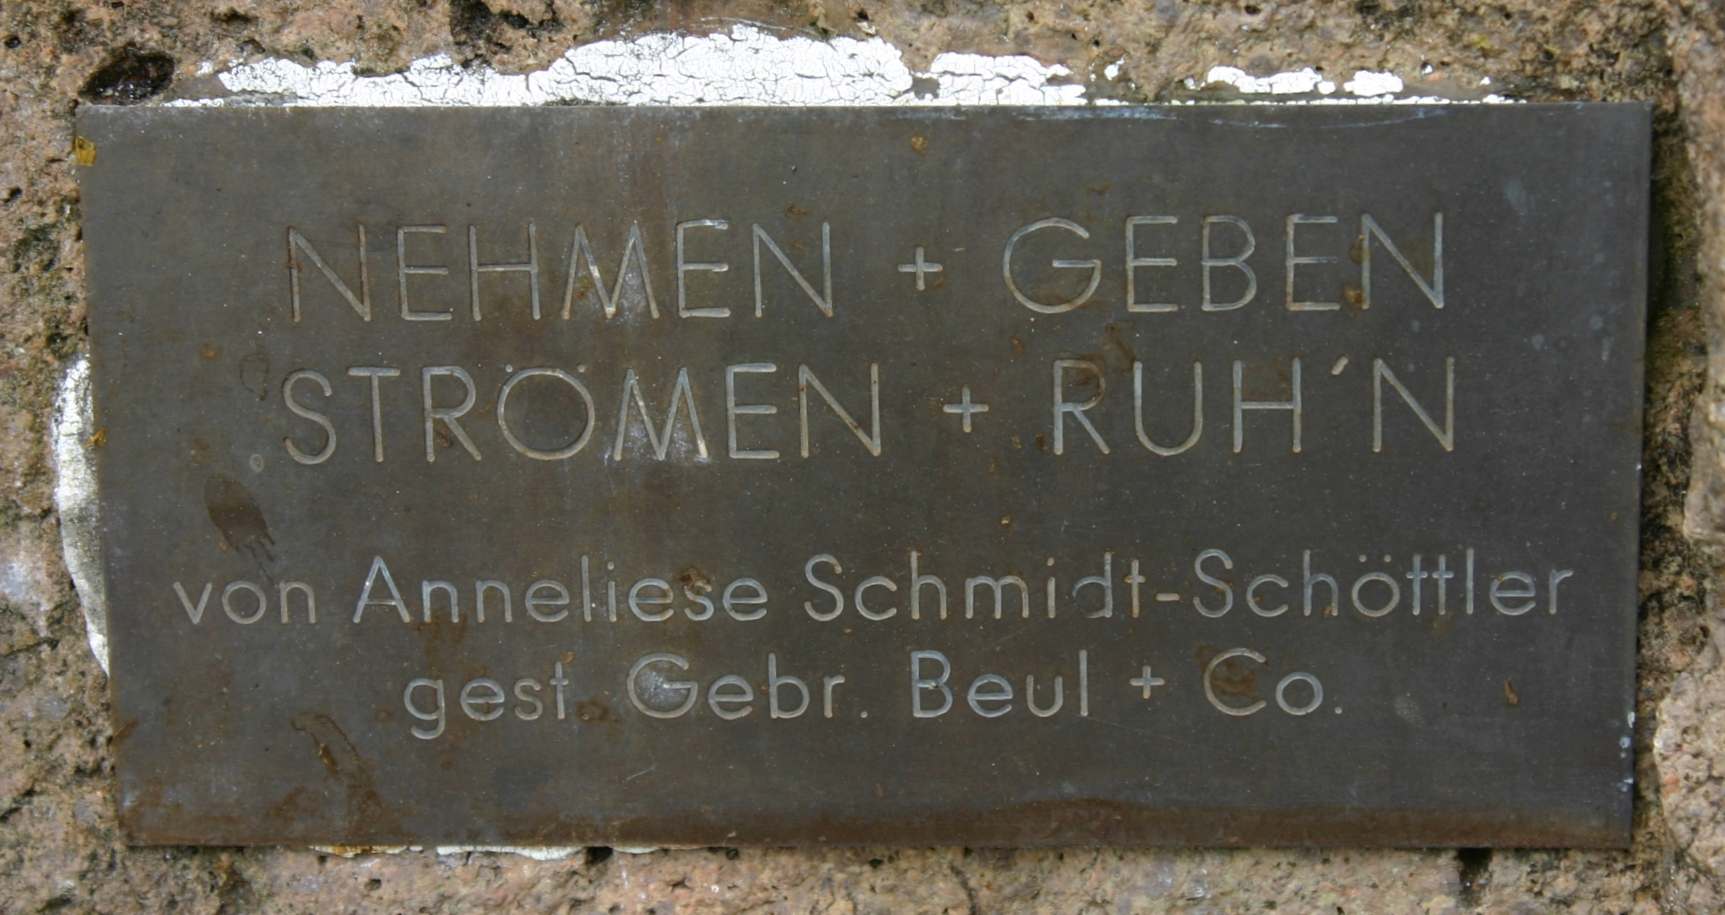 NEHMEN + GEBEN
STRÖMEN + RUH'N
von Anneliese Schmidt-Schöttler
gest. Gebr. Beul + Co.